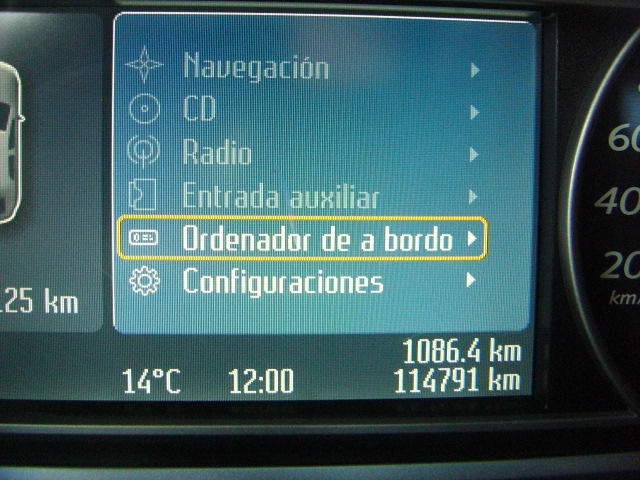 Navegación
CD
Radio
Entrada auxiliar
Ordenador de a bordo
Configuraciones
.25 km
1086.4 km
14°C 12:00 114791 km
60
40
20
km/